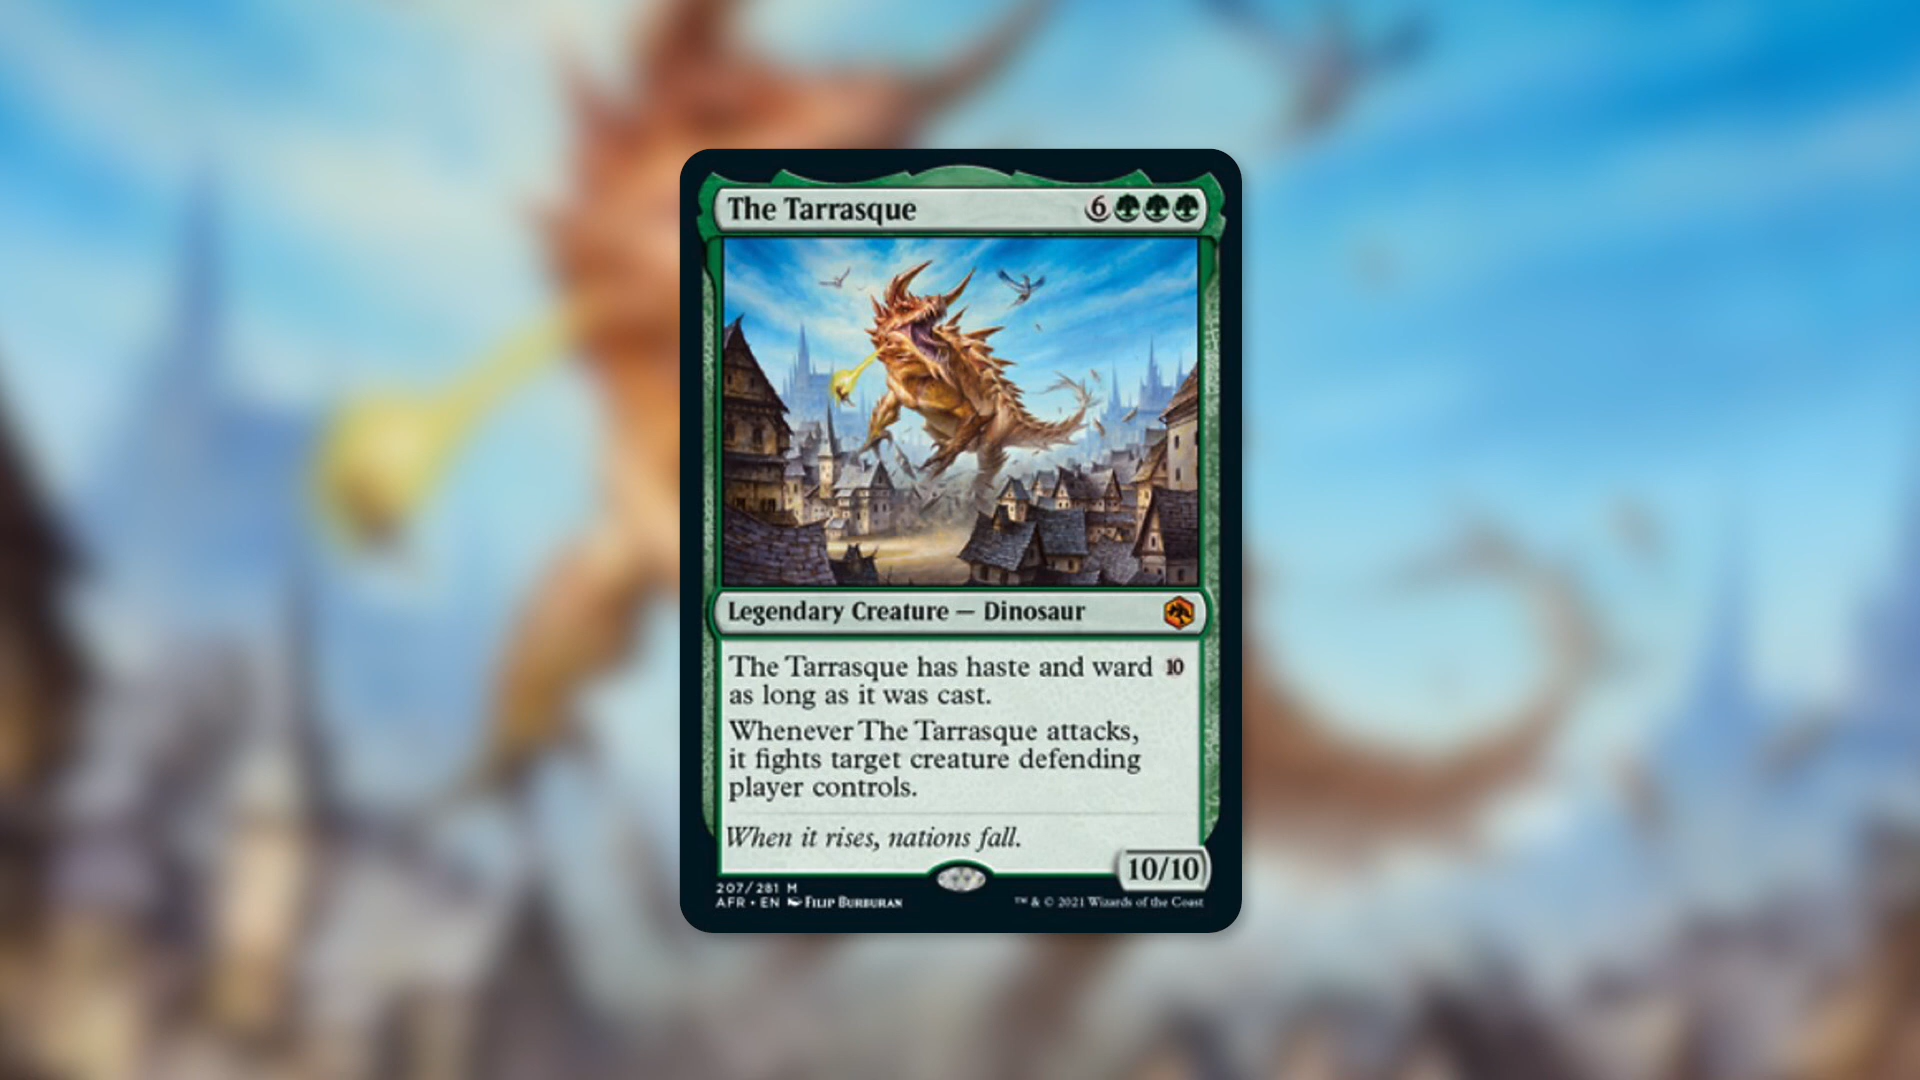 The Tarrasque 6
Legendary Creature — Dinosaur
The Tarrasque has haste and ward 10
as long as it was cast.
Whenever The Tarrasque attacks,
it fights target creature defending
player controls.
When it rises, nations fall.
10/10
207/281 M
AFR • EN Filip Burburan
™ & © 2021 Wizards of the Coast